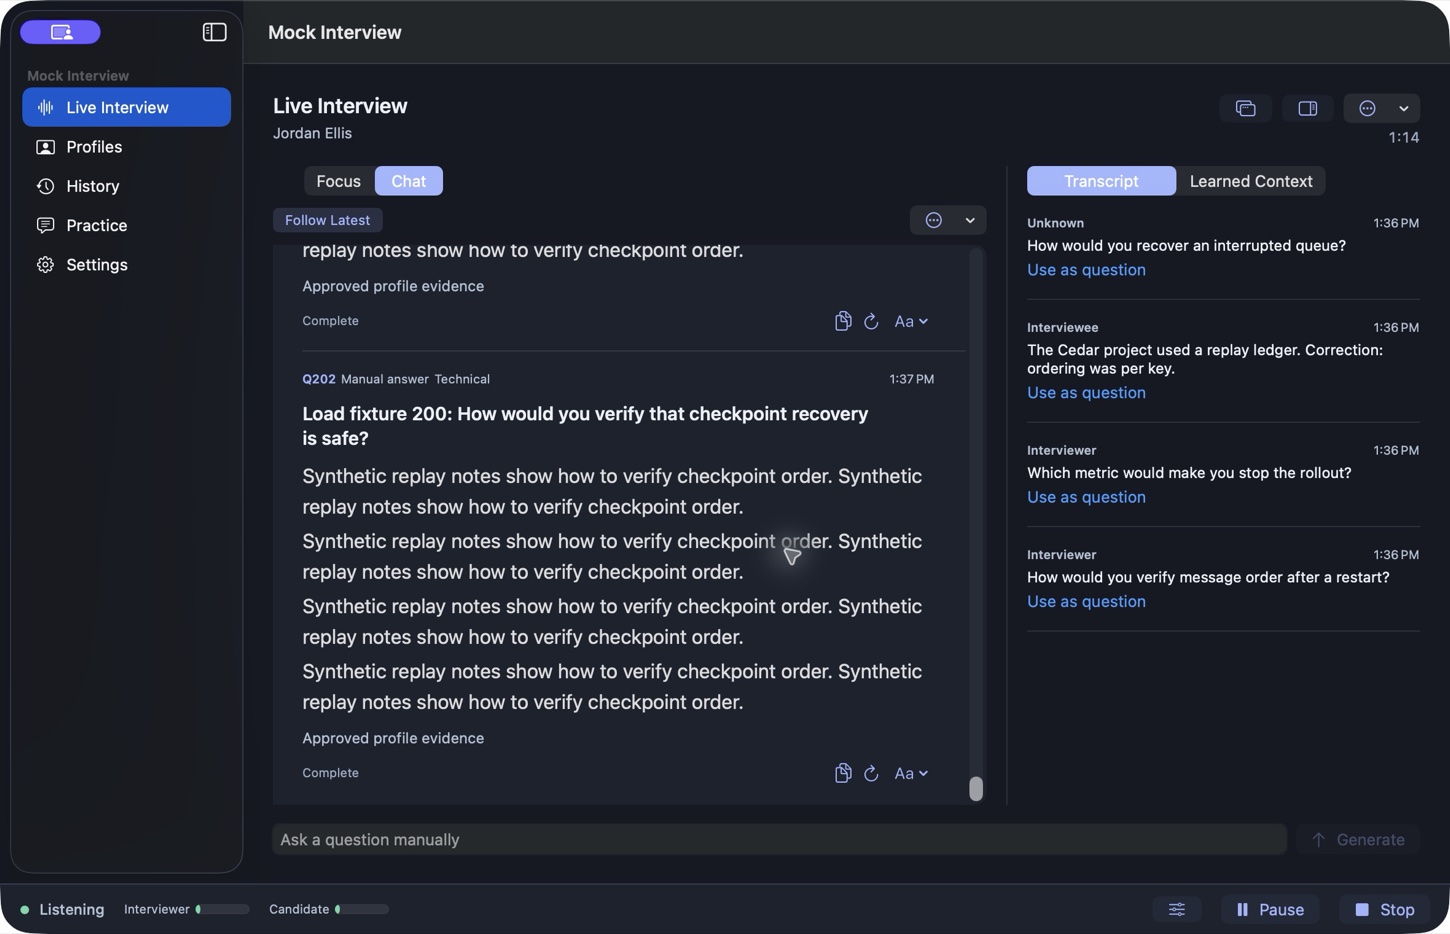 Mock Interview
Mock Interview
Live Interview
Profiles
History
Practice
Settings
Live Interview
Jordan Ellis
1:14
Focus
Chat
Follow Latest
replay notes show how to verify checkpoint order.
Approved profile evidence
Complete
Aa
Q202 Manual answer Technical
1:37 PM
Load fixture 200: How would you verify that checkpoint recovery
is safe?
Synthetic replay notes show how to verify checkpoint order. Synthetic
replay notes show how to verify checkpoint order.
Synthetic replay notes show how to verify checkpoint order. Synthetic
replay notes show how to verify checkpoint order.
Synthetic replay notes show how to verify checkpoint order. Synthetic
replay notes show how to verify checkpoint order.
Synthetic replay notes show how to verify checkpoint order. Synthetic
replay notes show how to verify checkpoint order.
Approved profile evidence
Complete
Aa
Transcript
Learned Context
Unknown
1:36 PM
How would you recover an interrupted queue?
Use as question
Interviewee
1:36 PM
The Cedar project used a replay ledger. Correction:
ordering was per key.
Use as question
Interviewer
1:36 PM
Which metric would make you stop the rollout?
Use as question
Interviewer
1:36 PM
How would you verify message order after a restart?
Use as question
Ask a question manually
Generate
Listening
Interviewer
Candidate
Pause
Stop